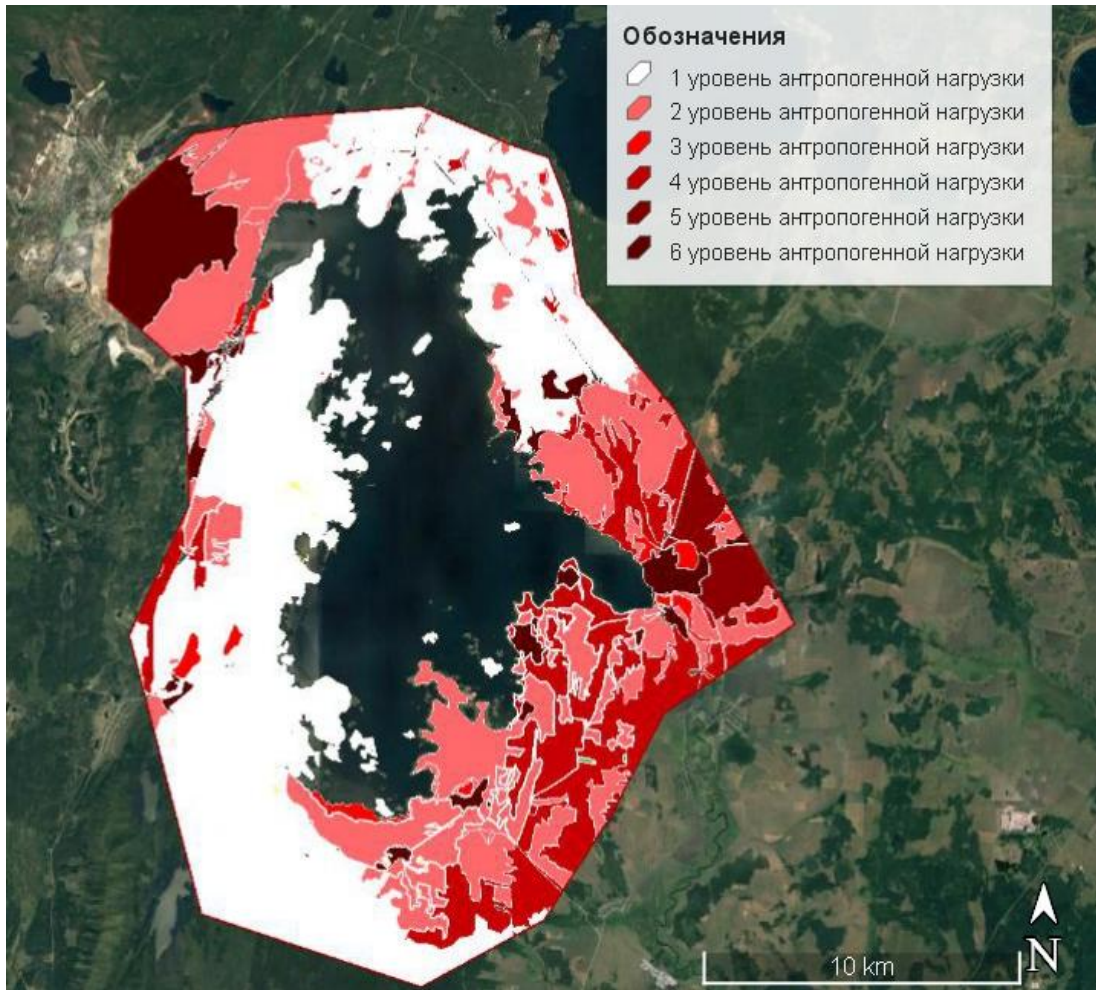 Обозначения
1 уровень антропогенной нагрузки
2 уровень антропогенной нагрузки
3 уровень антропогенной нагрузки
4 уровень антропогенной нагрузки
5 уровень антропогенной нагрузки
6 уровень антропогенной нагрузки
N
10 km